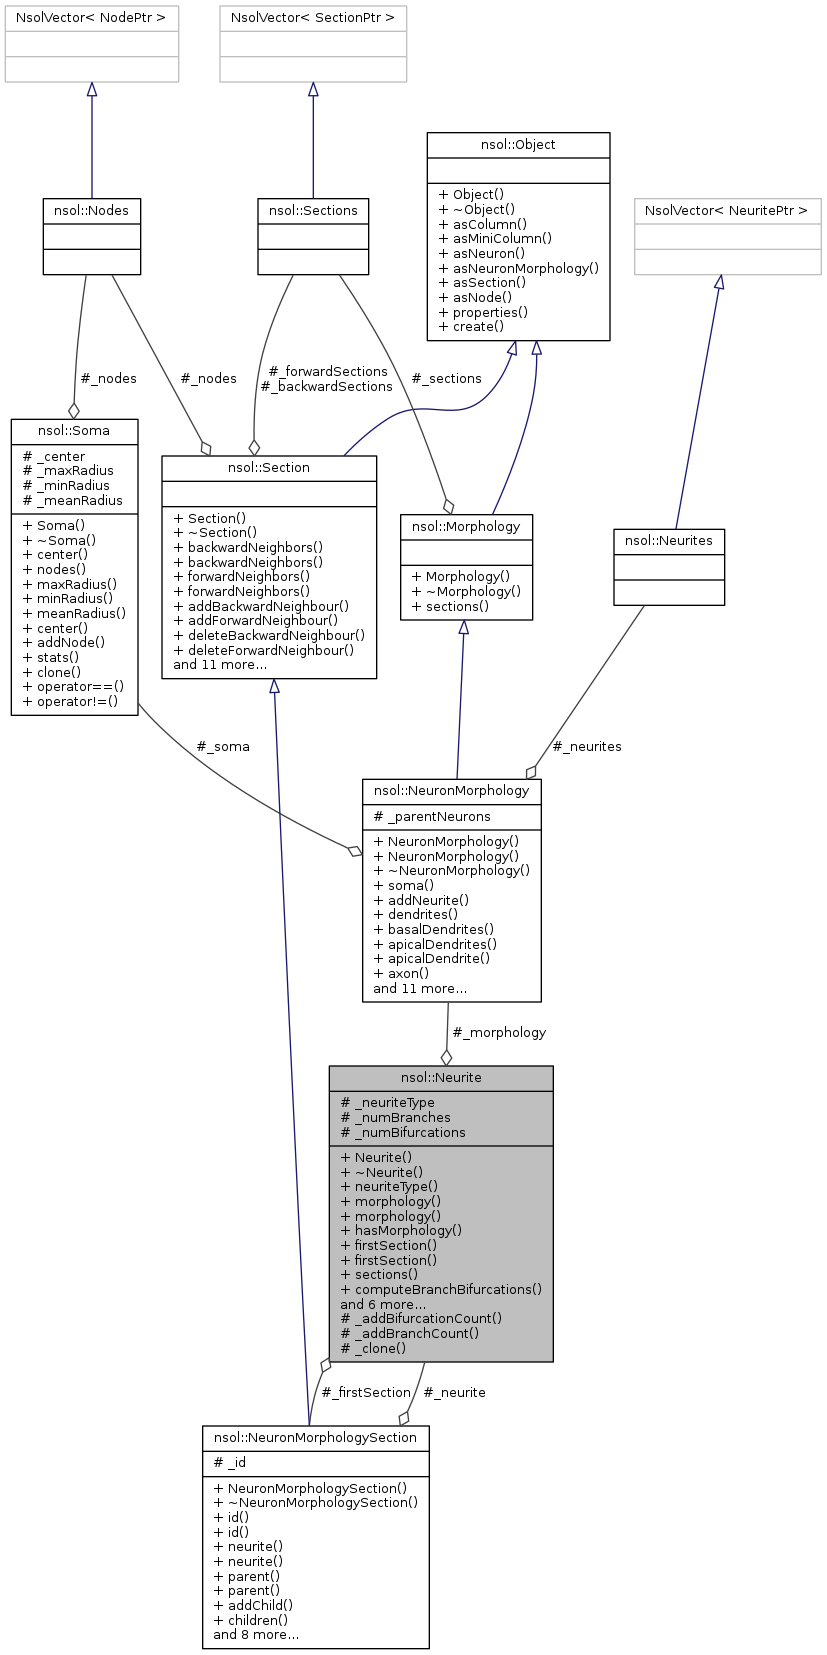 NsolVector< NodePtr >
NsolVector< SectionPtr >
nsol::Object
+ Object()
+ ~Object()
+ asColumn()
+ asMiniColumn()
+ asNeuron()
+ asNeuronMorphology()
+ asSection()
+ asNode()
+ properties()
+ create()
nsol::Nodes
nsol::Sections
NsolVector< NeuritePtr >
#_nodes
#_nodes
#_forwardSections
#_backwardSections
#_sections
nsol::Soma
# _center
# _maxRadius
# _minRadius
# _meanRadius
+ Soma()
+ ~Soma()
+ center()
+ nodes()
+ maxRadius()
+ minRadius()
+ meanRadius()
+ center()
+ addNode()
+ stats()
+ clone()
+ operator==()
+ operator!=()
nsol::Section
+ Section()
+ ~Section()
+ backwardNeighbors()
+ backwardNeighbors()
+ forwardNeighbors()
+ forwardNeighbors()
+ addBackwardNeighbour()
+ addForwardNeighbour()
+ deleteBackwardNeighbour()
+ deleteForwardNeighbour()
and 11 more...
nsol::Morphology
+ Morphology()
+ ~Morphology()
+ sections()
nsol::Neurites
#_soma
#_neurites
nsol::NeuronMorphology
# _parentNeurons
+ NeuronMorphology()
+ NeuronMorphology()
+ ~NeuronMorphology()
+ soma()
+ addNeurite()
+ dendrites()
+ basalDendrites()
+ apicalDendrites()
+ apicalDendrite()
+ axon()
and 11 more...
#_morphology
nsol::Neurite
# _neuriteType
# _numBranches
# _numBifurcations
+ Neurite()
+ ~Neurite()
+ neuriteType()
+ morphology()
+ morphology()
+ hasMorphology()
+ firstSection()
+ firstSection()
+ sections()
+ computeBranchBifurcations()
and 6 more...
# _addBifurcationCount()
# _addBranchCount()
# _clone()
#_firstSection
#_neurite
nsol::NeuronMorphologySection
# _id
+ NeuronMorphologySection()
+ ~NeuronMorphologySection()
+ id()
+ id()
+ neurite()
+ neurite()
+ parent()
+ parent()
+ addChild()
+ children()
and 8 more...